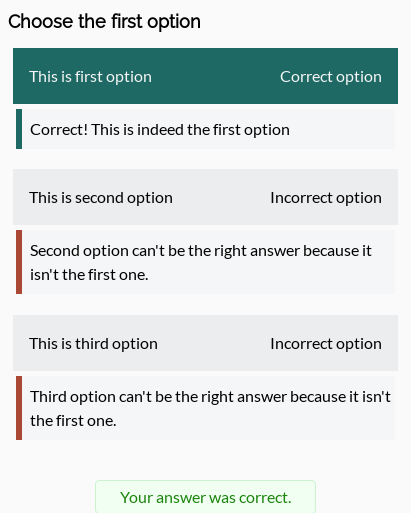 Choose the first option
This is first option Correct option
Correct! This is indeed the first option
This is second option Incorrect option
Second option can't be the right answer because it
isn't the first one.
This is third option Incorrect option
Third option can't be the right answer because it isn't
the first one.
Your answer was correct.